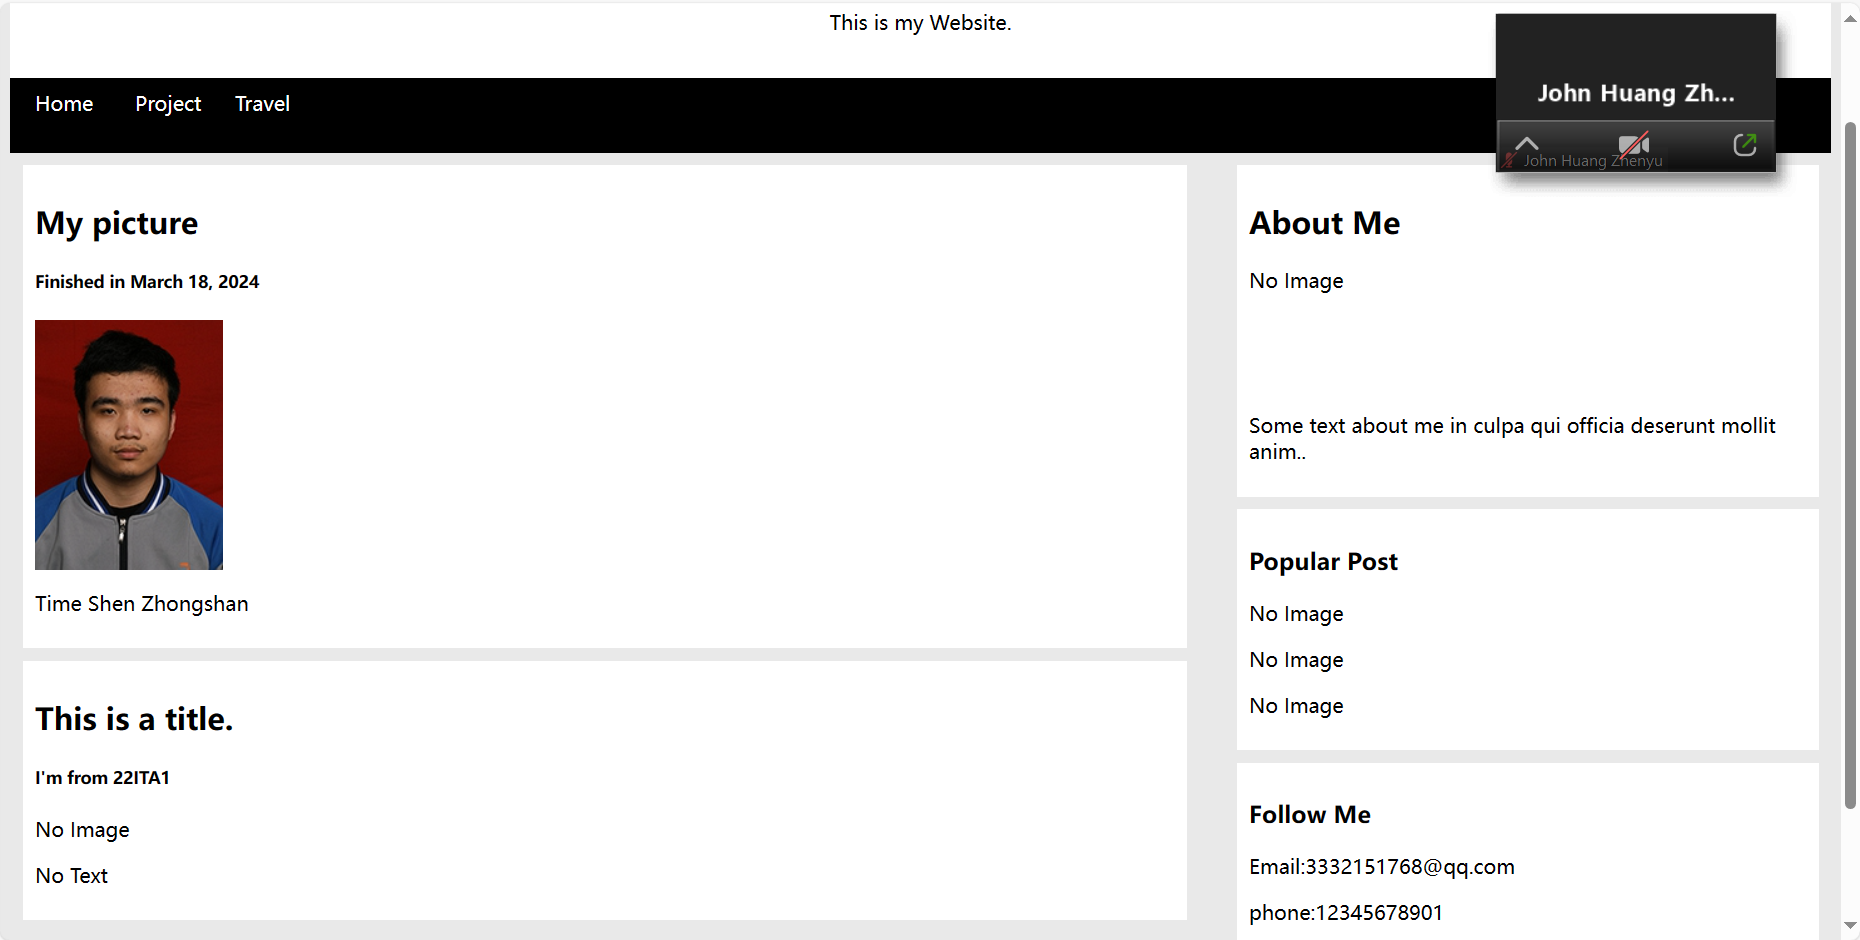 This is my Website.
Home Project Travel
John Huang Zh...
John Huang Zhenyu
My picture
Finished in March 18, 2024
Time Shen Zhongshan
This is a title.
I'm from 22ITA1
No Image
No Text
About Me
No Image
Some text about me in culpa qui officia deserunt mollit
anim..
Popular Post
No Image
No Image
No Image
Follow Me
Email:3332151768@qq.com
phone:12345678901